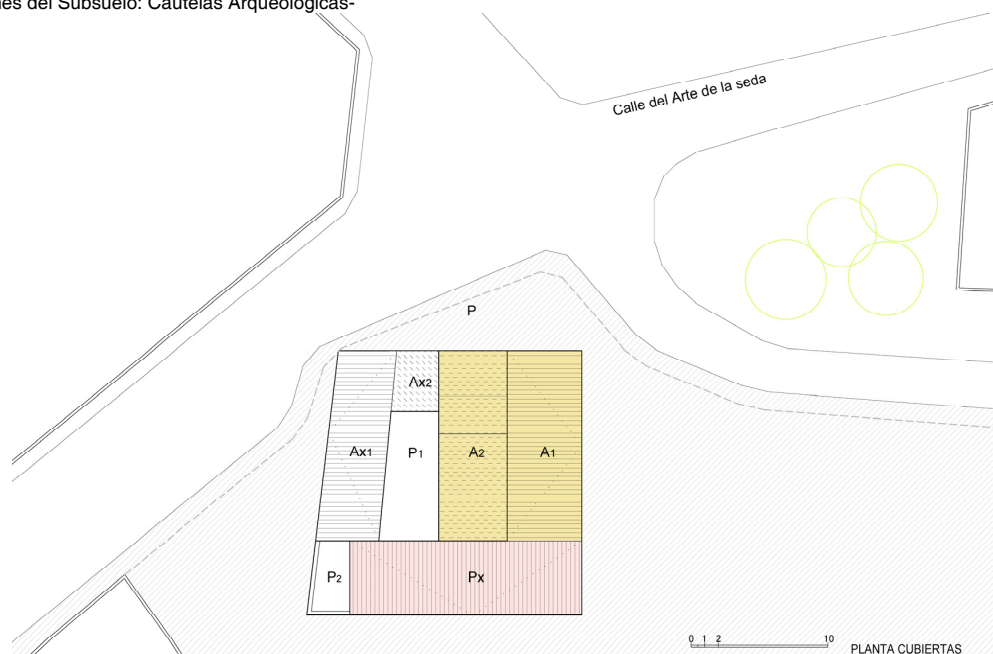 nes del Subsuelo: Cautelas Arqueológicas-
Calle del Arte de la seda
P
Ax2
Ax1
P1
A2
A1
P2
Px
0 1 2 10
PLANTA CUBIERTAS